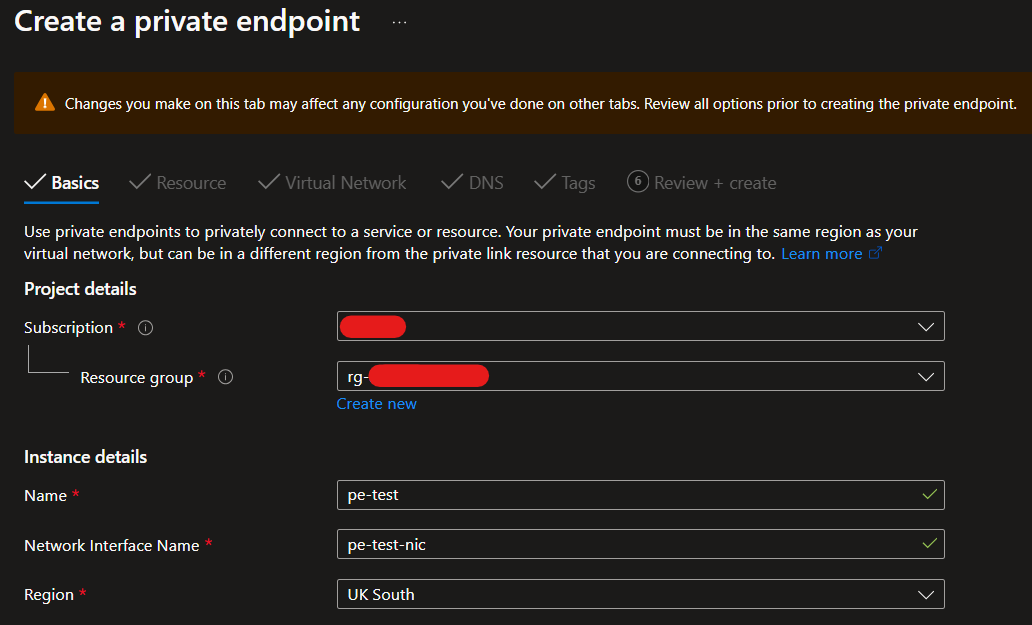 Create a private endpoint ...
Changes you make on this tab may affect any configuration you've done on other tabs. Review all options prior to creating the private endpoint.
Basics Resource Virtual Network DNS Tags 6 Review + create
Use private endpoints to privately connect to a service or resource. Your private endpoint must be in the same region as your
virtual network, but can be in a different region from the private link resource that you are connecting to. Learn more
Project details
Subscription *
Resource group * rg-
Create new
Instance details
Name * pe-test
Network Interface Name * pe-test-nic
Region * UK South